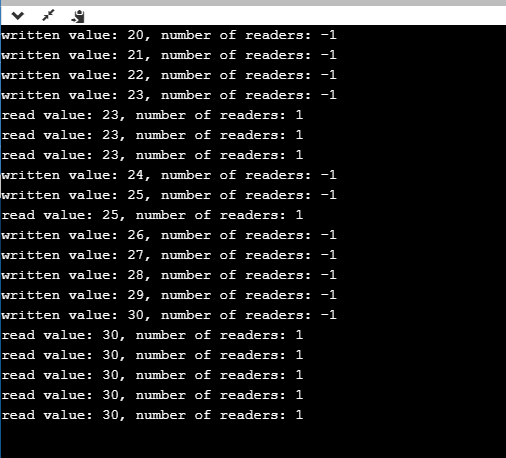 written value: 20, number of readers: -1
written value: 21, number of readers: -1
written value: 22, number of readers: -1
written value: 23, number of readers: -1
read value: 23, number of readers: 1
read value: 23, number of readers: 1
read value: 23, number of readers: 1
written value: 24, number of readers: -1
written value: 25, number of readers: -1
read value: 25, number of readers: 1
written value: 26, number of readers: -1
written value: 27, number of readers: -1
written value: 28, number of readers: -1
written value: 29, number of readers: -1
written value: 30, number of readers: -1
read value: 30, number of readers: 1
read value: 30, number of readers: 1
read value: 30, number of readers: 1
read value: 30, number of readers: 1
read value: 30, number of readers: 1